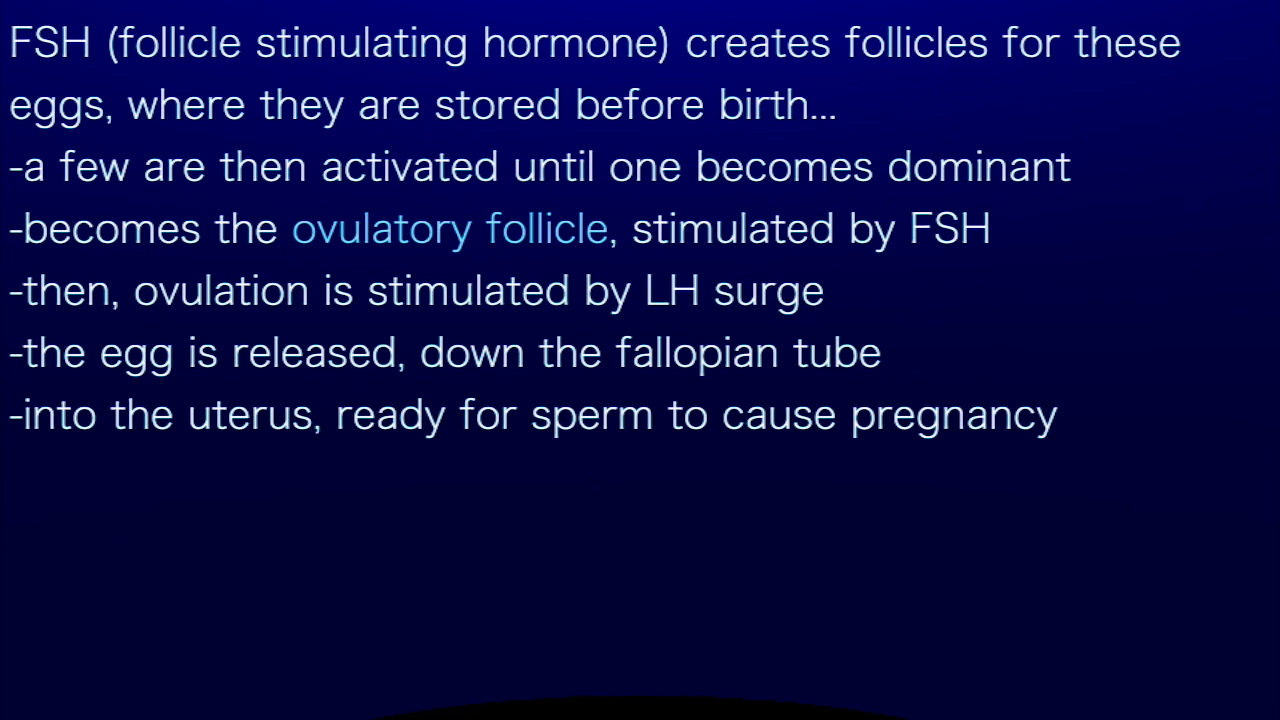 FSH (follicle stimulating hormone) creates follicles for these
eggs, where they are stored before birth...
-a few are then activated until one becomes dominant
-becomes the ovulatory follicle, stimulated by FSH
-then, ovulation is stimulated by LH surge
-the egg is released, down the fallopian tube
-into the uterus, ready for sperm to cause pregnancy